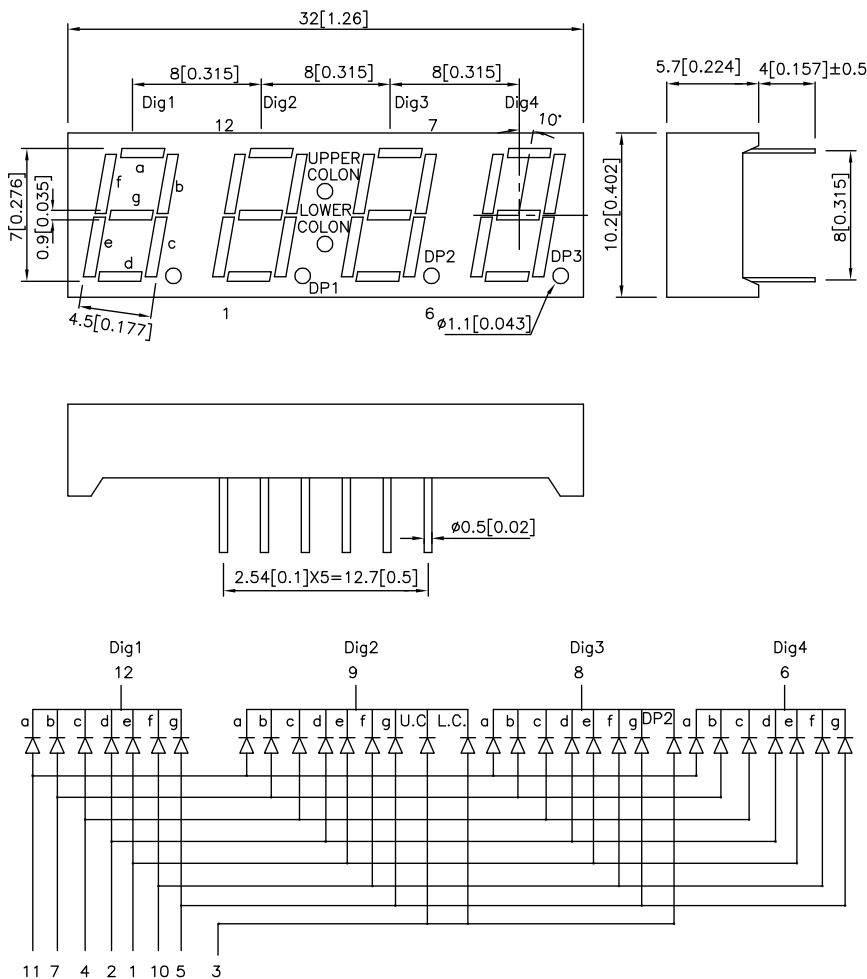 32[1.26]
8[0.315] 8[0.315] 8[0.315] 5.7[0.224] 4[0.157]±0.5
Dig1 Dig2 Dig3 Dig4
12 7 10°
7[0.276]
0.9[0.035]
a
f b
g
e c
d
UPPER
COLON
LOWER
COLON
DP1
DP2
DP3
10.2[0.402]
8[0.315]
4.5[0.177]
1 6
ø1.1[0.043]
ø0.5[0.02]
2.54[0.1]X5=12.7[0.5]
Dig1 Dig2 Dig3 Dig4
12 9 8 6
a b c d e f g a b c d e f g U.C L.C. a b c d e f g DP2 a b c d e f g
11 7 4 2 1 10 5 3